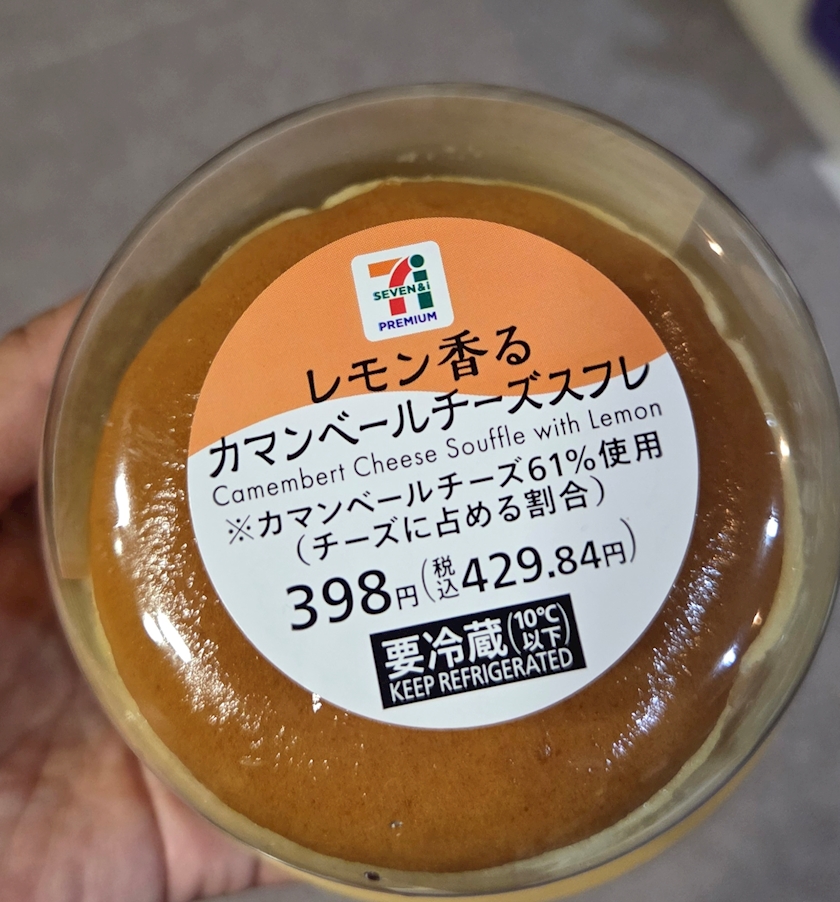 SEVEN&i
PREMIUM
レモン香る
カマンベールチーズスフレ
Camembert Cheese Souffle with Lemon
※カマンベールチーズ61%使用
(チーズに占める割合)
398円(税込429.84円)
要冷蔵(10℃以下)
KEEP REFRIGERATED